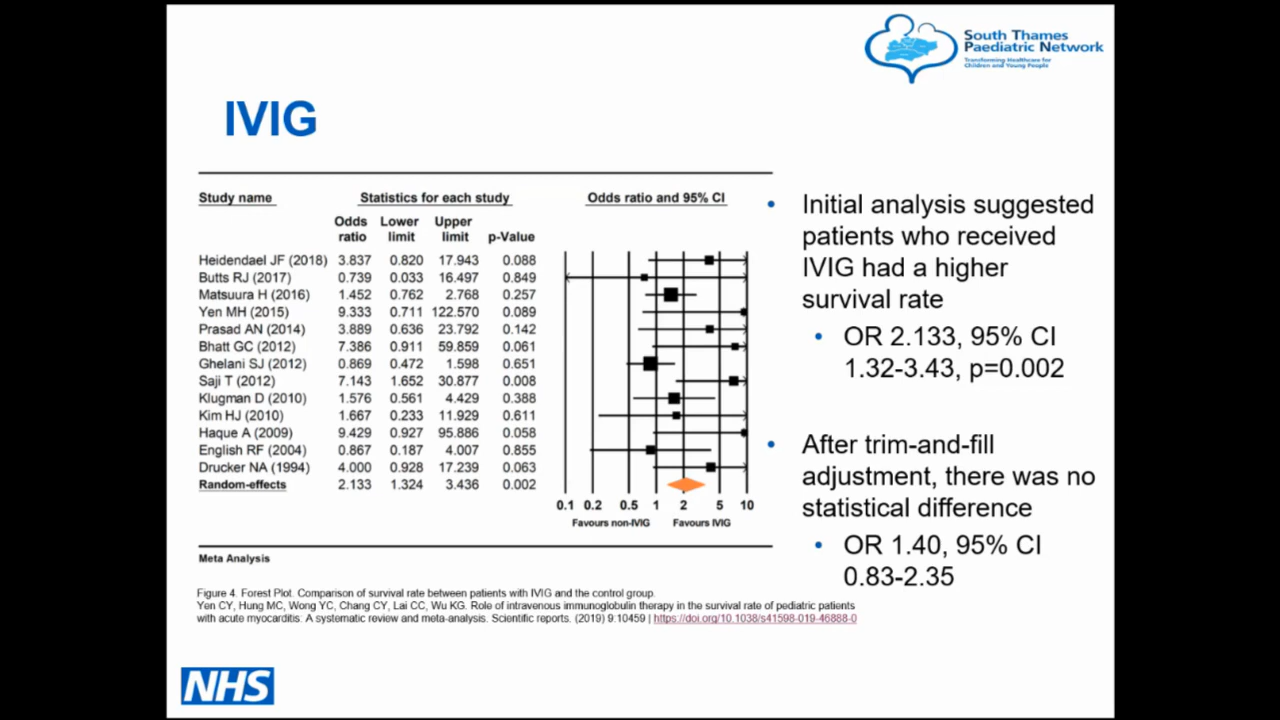 South Thames
Paediatric Network
Transforming Healthcare for
Children and Young People
IVIG
Study name Statistics for each study Odds ratio and 95% CI
Odds Lower Upper
ratio limit limit p-Value
Heidendael JF (2018) 3.837 0.820 17.943 0.088
Butts RJ (2017) 0.739 0.033 16.497 0.849
Matsuura H (2016) 1.452 0.762 2.768 0.257
Yen MH (2015) 9.333 0.711 122.570 0.089
Prasad AN (2014) 3.889 0.636 23.792 0.142
Bhatt GC (2012) 7.386 0.911 59.859 0.061
Ghelani SJ (2012) 0.869 0.472 1.598 0.651
Saji T (2012) 7.143 1.652 30.877 0.008
Klugman D (2010) 1.576 0.561 4.429 0.388
Kim HJ (2010) 1.667 0.233 11.929 0.611
Haque A (2009) 9.429 0.927 95.886 0.058
English RF (2004) 0.867 0.187 4.007 0.855
Drucker NA (1994) 4.000 0.928 17.239 0.063
Random-effects 2.133 1.324 3.436 0.002
0.1 0.2 0.5 1 2 5 10
Favours non-IVIG Favours IVIG
Meta Analysis
Figure 4. Forest Plot. Comparison of survival rate between patients with IVIG and the control group.
Yen CY, Hung MC, Wong YC, Chang CY, Lai CC, Wu KG. Role of intravenous immunoglobulin therapy in the survival rate of pediatric patients
with acute myocarditis: A systematic review and meta-analysis. Scientific reports. (2019) 9:10459 | https://doi.org/10.1038/s41598-019-46888-0
• Initial analysis suggested
patients who received
IVIG had a higher
survival rate
• OR 2.133, 95% CI
1.32-3.43, p=0.002
• After trim-and-fill
adjustment, there was no
statistical difference
• OR 1.40, 95% CI
0.83-2.35
NHS